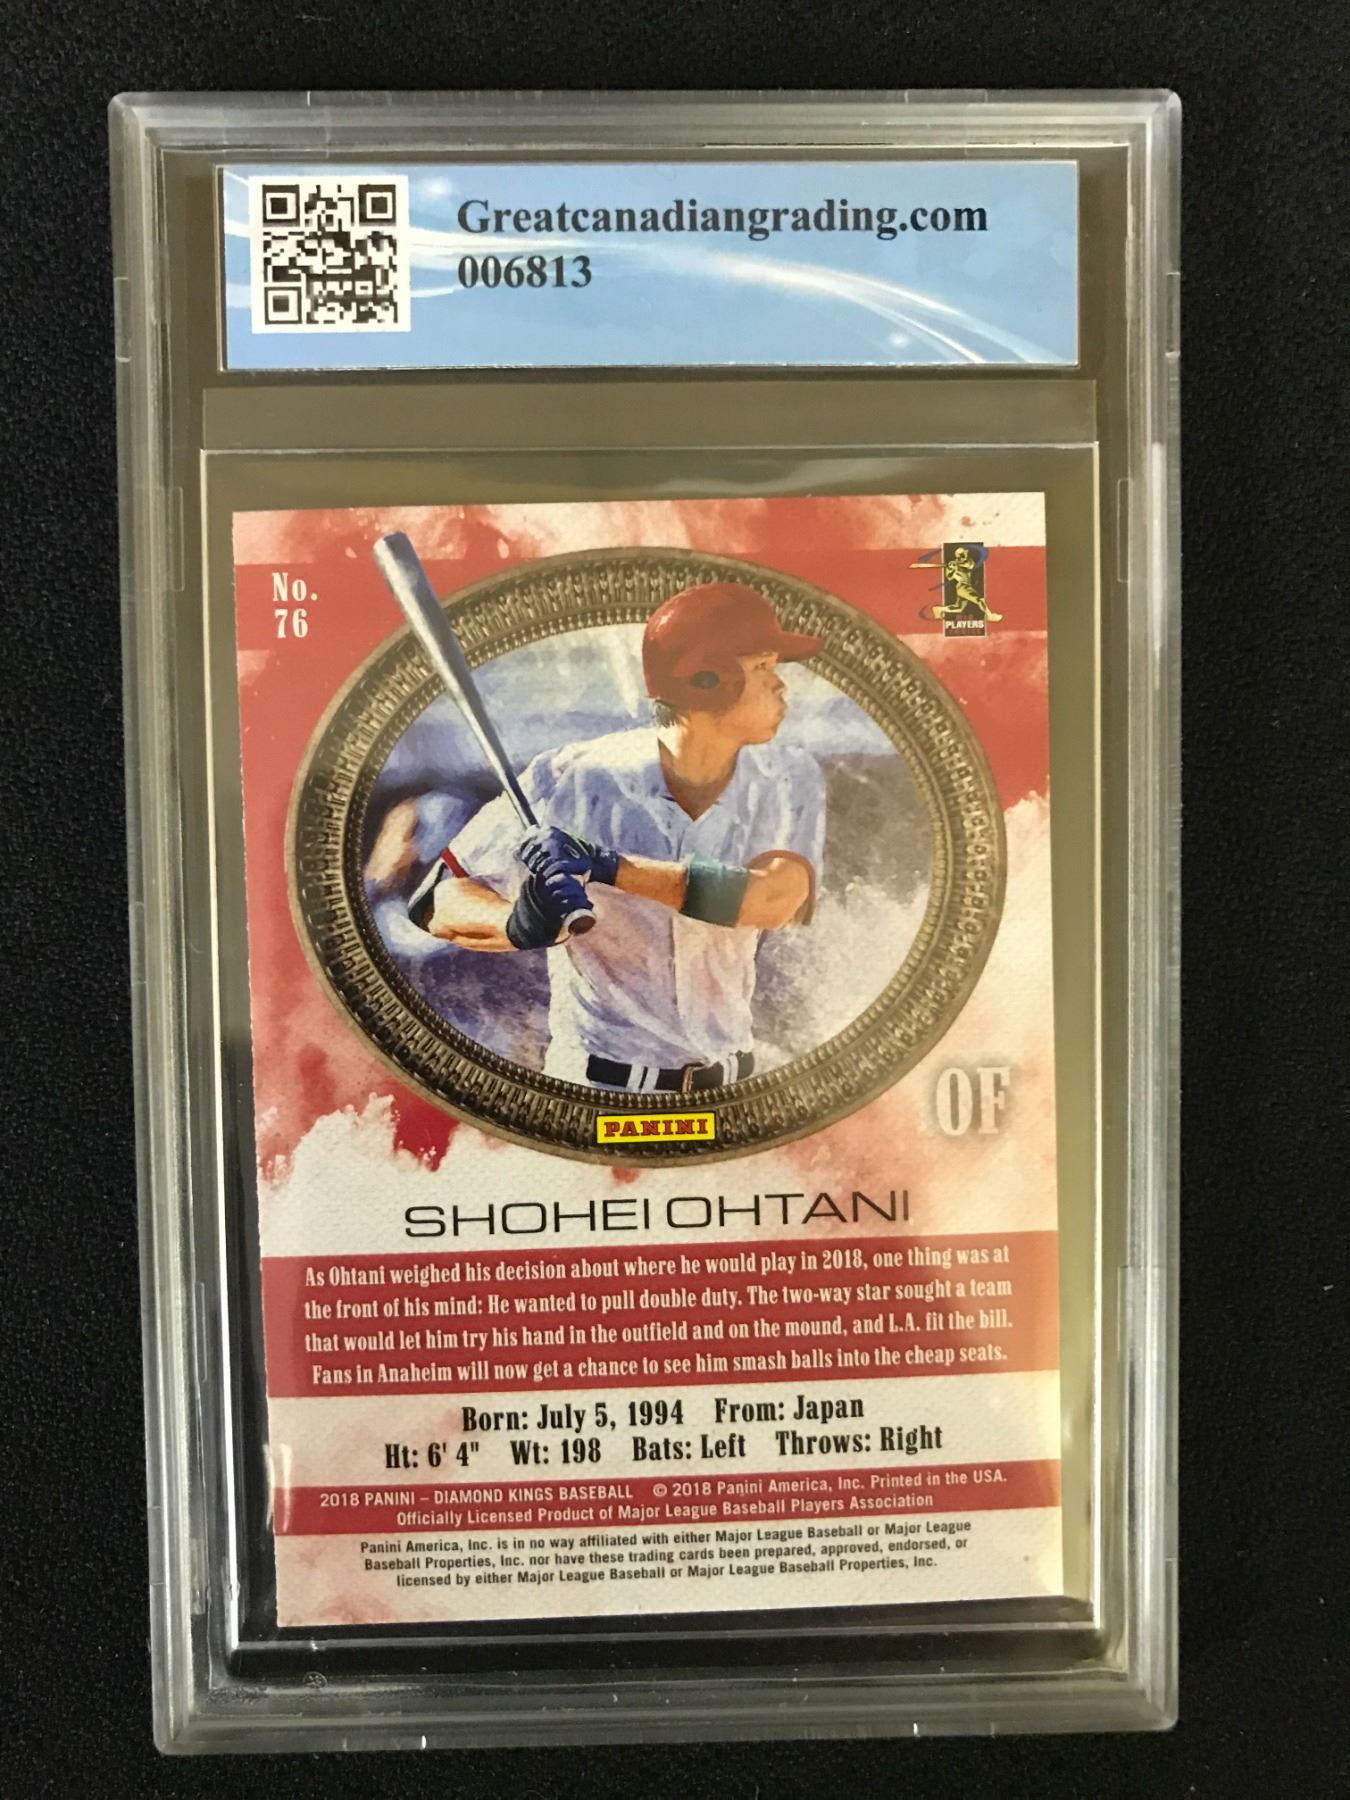 Greatcanadiangrading.com
006813
No.
76
PLAYERS
OF
PANINI
SHOHEI OHTANI
As Ohtani weighed his decision about where he would play in 2018, one thing was at
the front of his mind: He wanted to pull double duty. The two-way star sought a team
that would let him try his hand in the outfield and on the mound, and L.A. fit the bill.
Fans in Anaheim will now get a chance to see him smash balls into the cheap seats.
Born: July 5, 1994 From: Japan
Ht: 6' 4" Wt: 198 Bats: Left Throws: Right
2018 PANINI – DIAMOND KINGS BASEBALL © 2018 Panini America, Inc. Printed in the USA.
Officially Licensed Product of Major League Baseball Players Association
Panini America, Inc. is in no way affiliated with either Major League Baseball or Major League
Baseball Properties, Inc. nor have these trading cards been prepared, approved, endorsed, or
licensed by either Major League Baseball or Major League Baseball Properties, Inc.